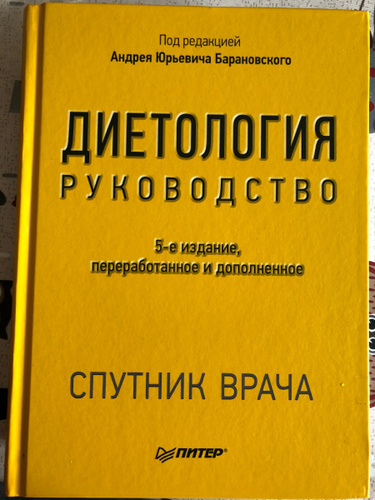 Под редакцией
Андрея Юрьевича Барановского
ДИЕТОЛОГИЯ
РУКОВОДСТВО
5-е издание,
переработанное и дополненное
СПУТНИК ВРАЧА
ПИТЕР®